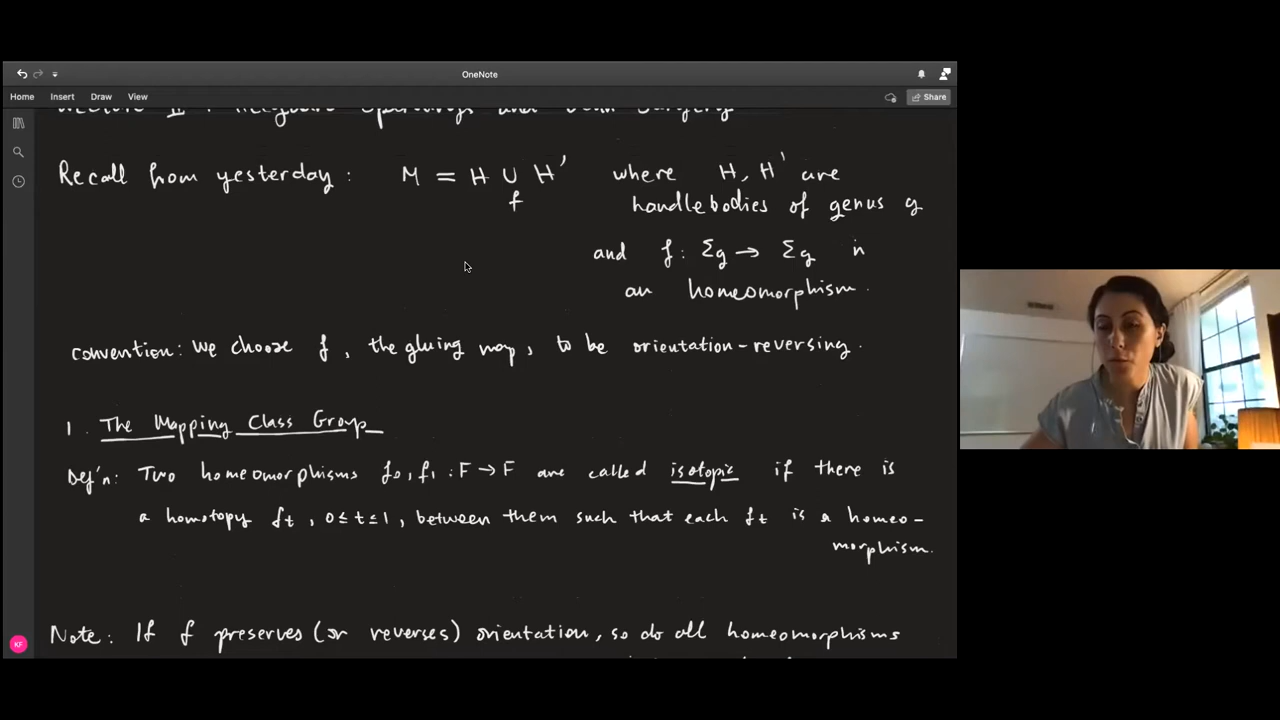 OneNote
Home Insert Draw View Share
Recall from yesterday : M = H ∪ H' where H, H' are
f handlebodies of genus g
and f : Σg → Σg is
an homeomorphism.
Convention: We choose f, the gluing map, to be orientation-reversing.
1. The Mapping Class Group
Def'n: Two homeomorphisms f₀, f₁ : F → F are called isotopic if there is
a homotopy ft, 0≤t≤1, between them such that each ft is a homeo-
morphism.
Note: If f preserves (or reverses) orientation, so do all homeomorphisms
KF